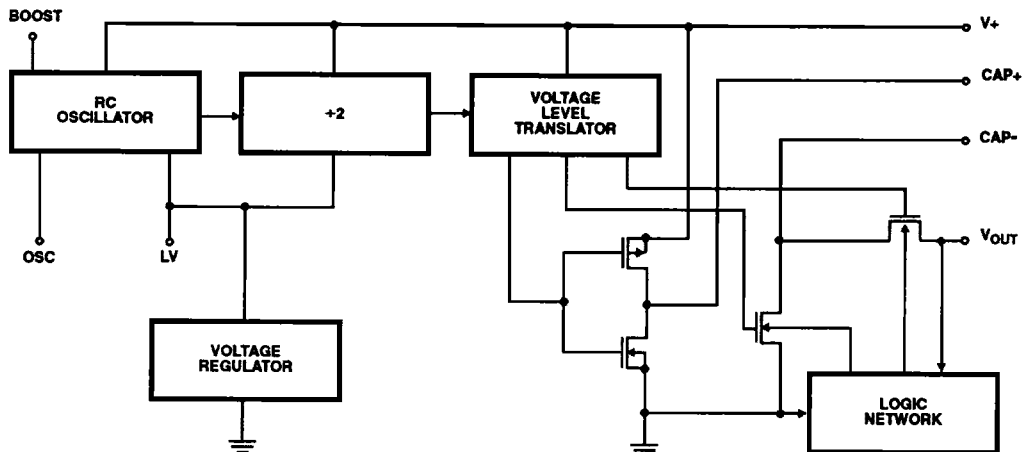 BOOST
V+
CAP+
RC
OSCILLATOR
÷2
VOLTAGE
LEVEL
TRANSLATOR
CAP-
OSC
LV
VOUT
VOLTAGE
REGULATOR
LOGIC
NETWORK